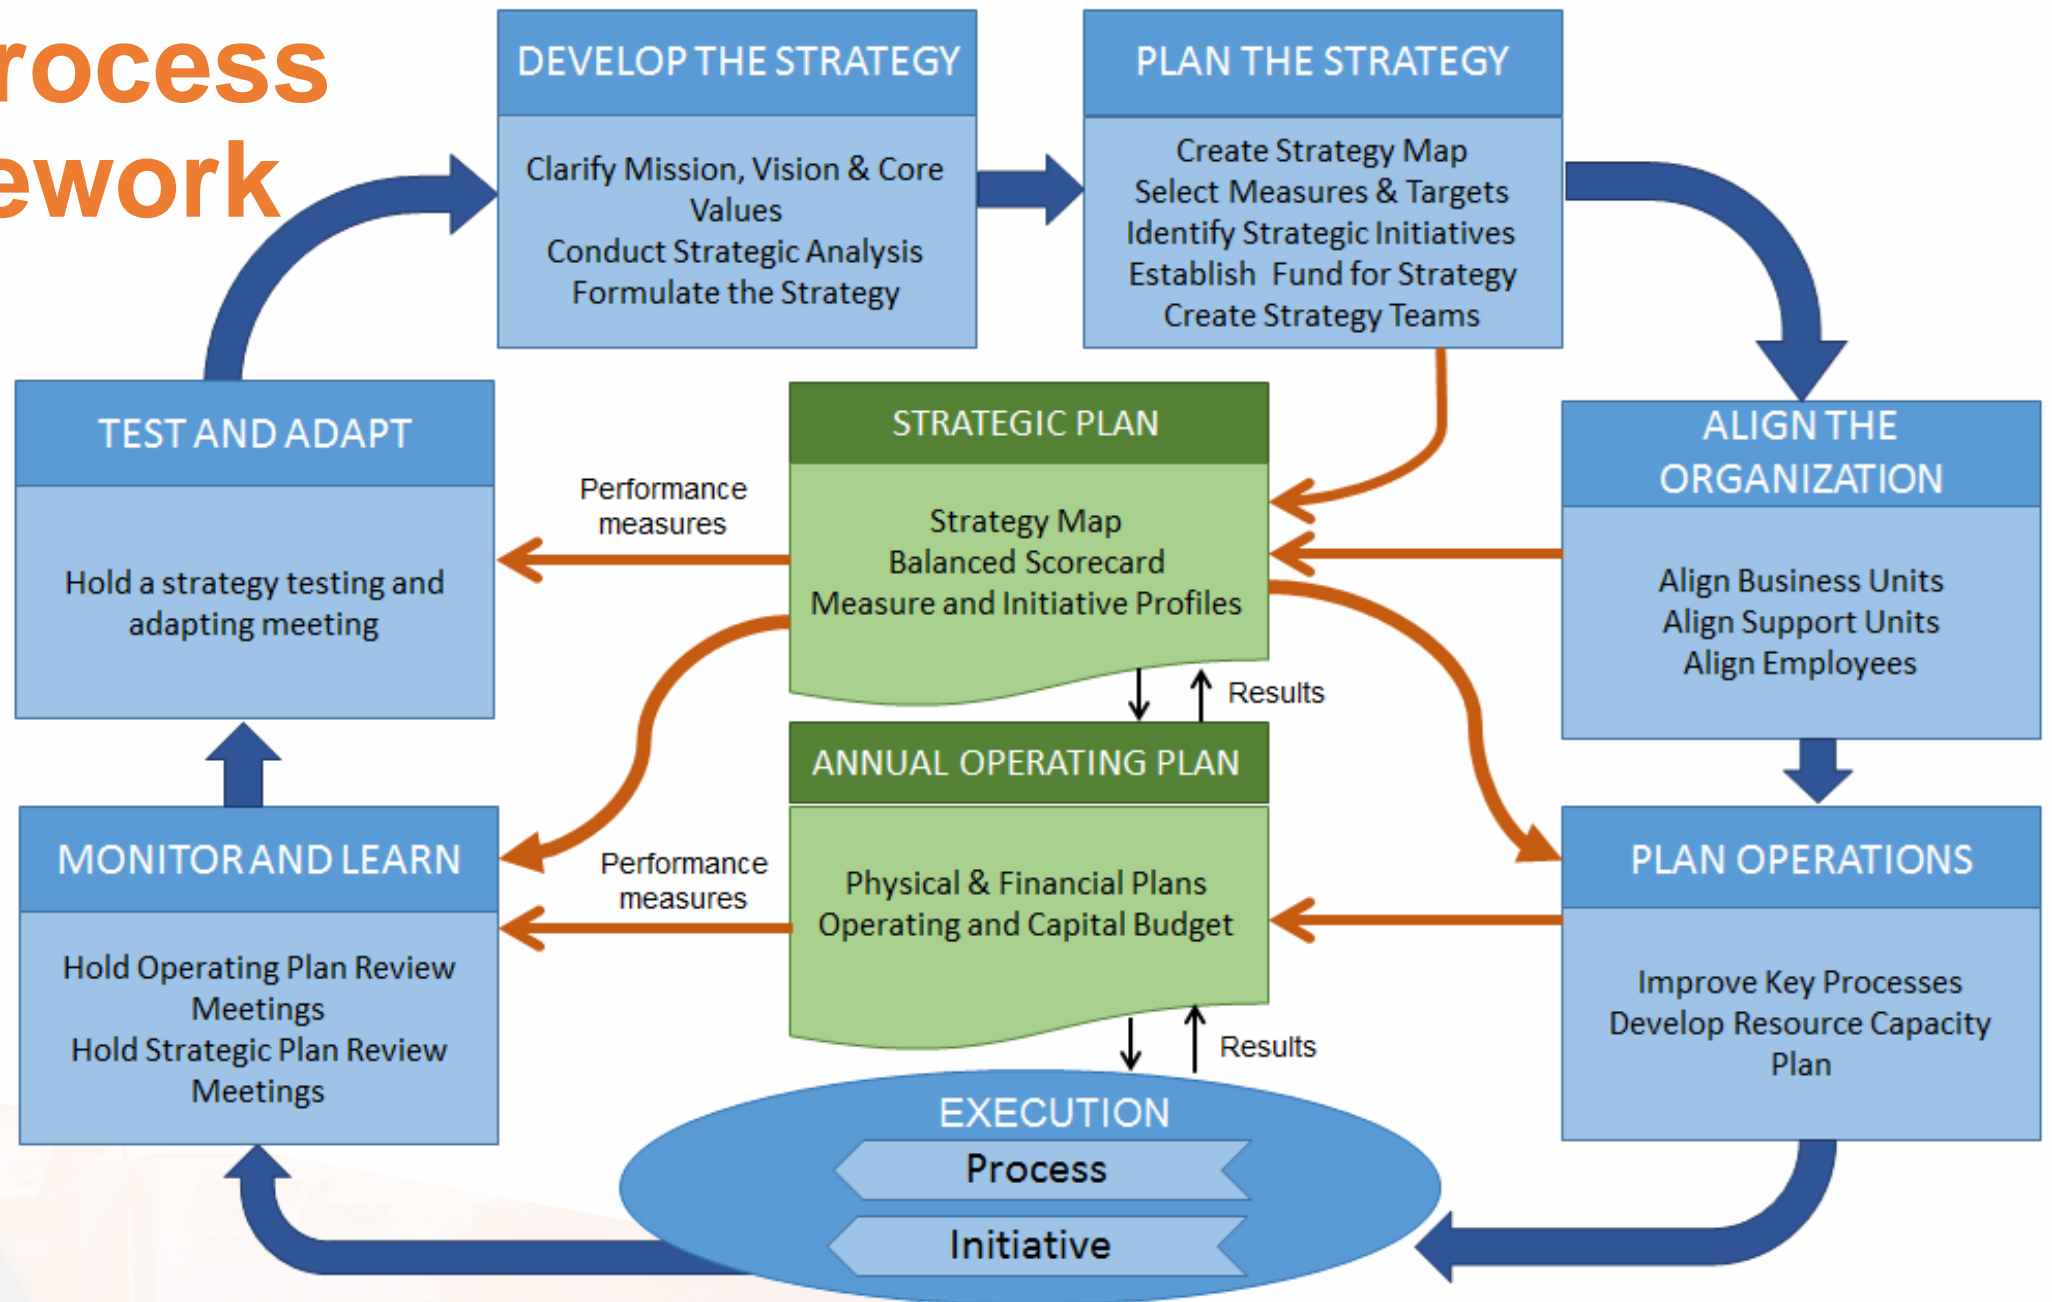 rocess
ework
DEVELOP THE STRATEGY
Clarify Mission, Vision & Core
Values
Conduct Strategic Analysis
Formulate the Strategy
PLAN THE STRATEGY
Create Strategy Map
Select Measures & Targets
Identify Strategic Initiatives
Establish Fund for Strategy
Create Strategy Teams
TEST AND ADAPT
Hold a strategy testing and
adapting meeting
Performance
measures
STRATEGIC PLAN
Strategy Map
Balanced Scorecard
Measure and Initiative Profiles
Results
ALIGN THE
ORGANIZATION
Align Business Units
Align Support Units
Align Employees
MONITOR AND LEARN
Hold Operating Plan Review
Meetings
Hold Strategic Plan Review
Meetings
Performance
measures
ANNUAL OPERATING PLAN
Physical & Financial Plans
Operating and Capital Budget
Results
PLAN OPERATIONS
Improve Key Processes
Develop Resource Capacity
Plan
EXECUTION
Process
Initiative